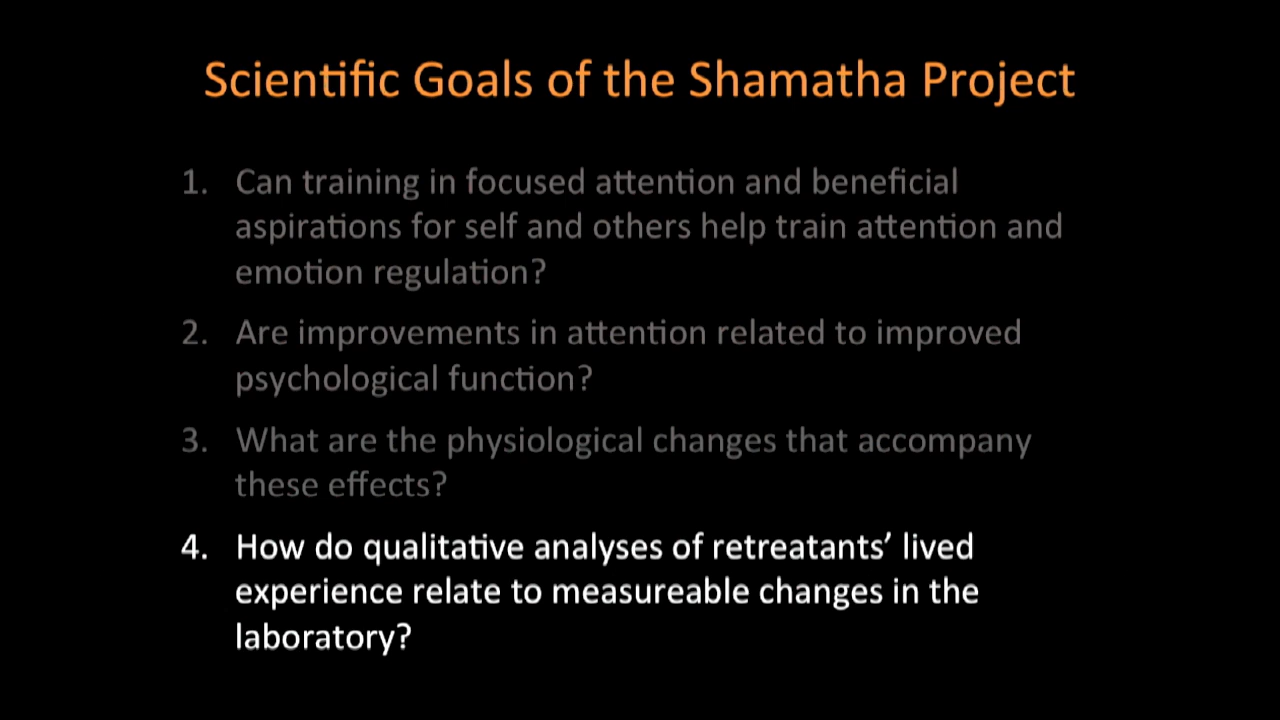 Scientific Goals of the Shamatha Project
1. Can training in focused attention and beneficial
aspirations for self and others help train attention and
emotion regulation?
2. Are improvements in attention related to improved
psychological function?
3. What are the physiological changes that accompany
these effects?
4. How do qualitative analyses of retreatants’ lived
experience relate to measureable changes in the
laboratory?